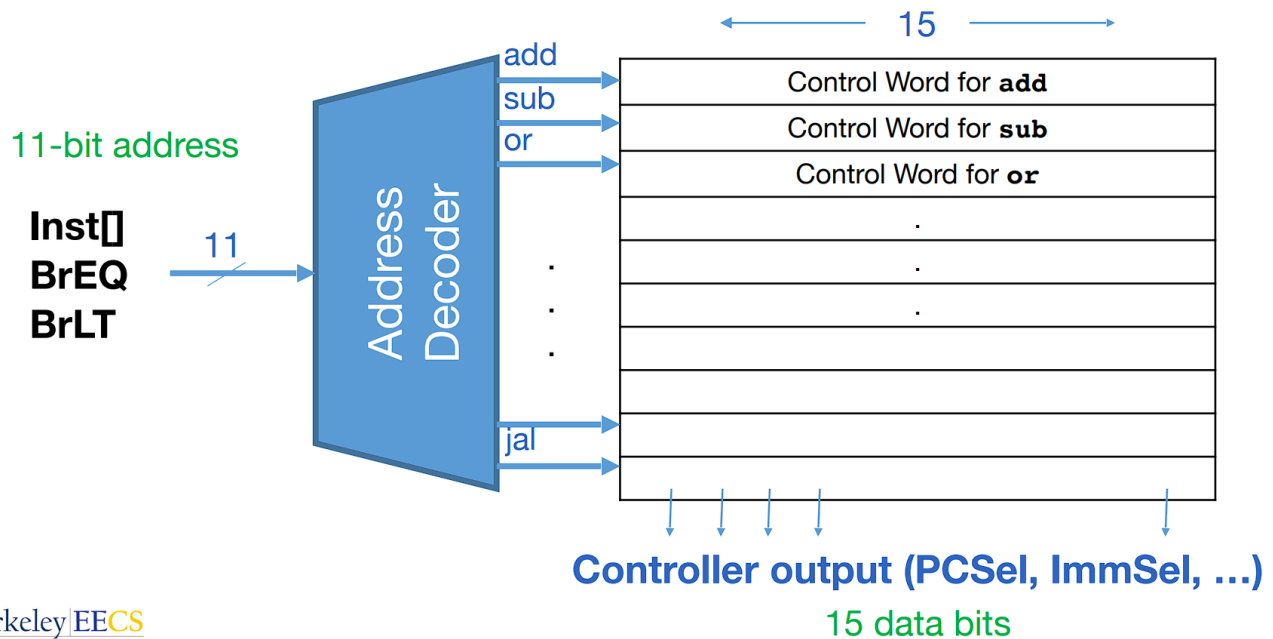 15
add
Control Word for add
sub
Control Word for sub
or
Control Word for or
11-bit address
Inst[]
BrEQ
BrLT
11
Address
Decoder
.
.
.
.
.
.
jal
Controller output (PCSel, ImmSel, …)
15 data bits
rkeley|EECS